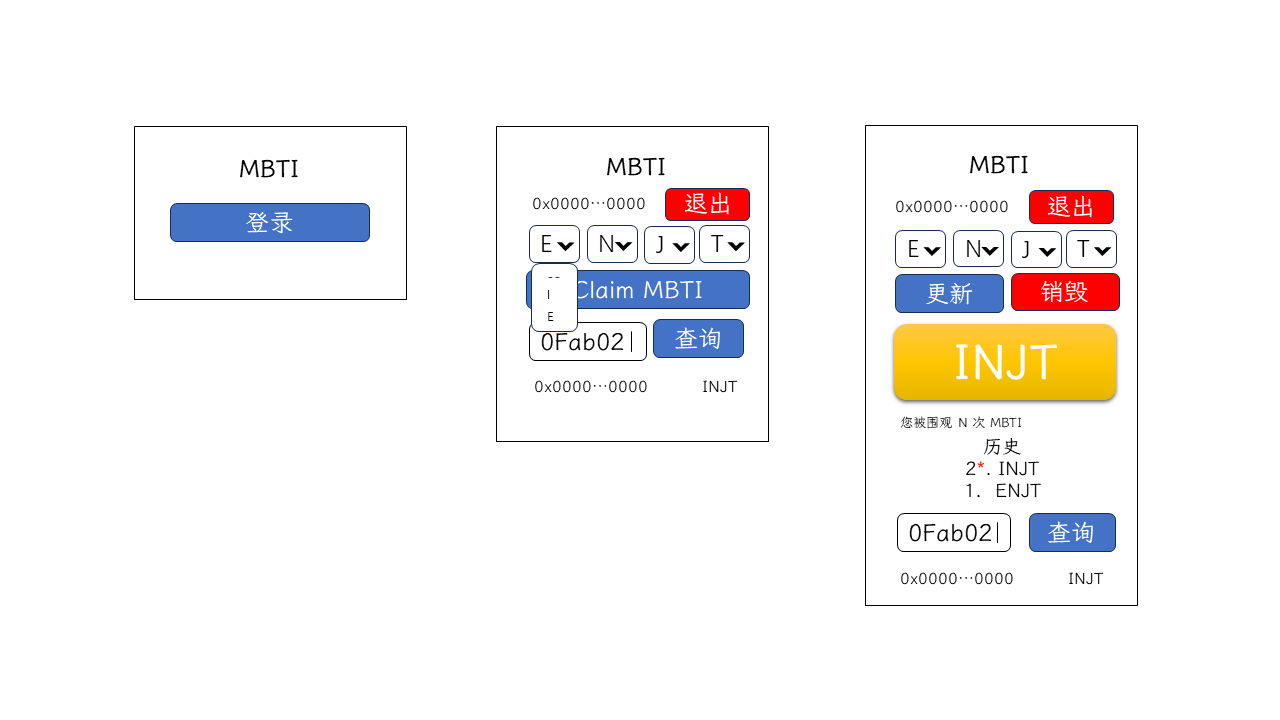 MBTI
登录
MBTI
0x0000…0000 退出
E N J T
--
I
E
Claim MBTI
0Fab02| 查询
0x0000…0000 INJT
MBTI
0x0000…0000 退出
E N J T
更新 销毁
INJT
您被围观 N 次 MBTI
历史
2*. INJT
1. ENJT
0Fab02| 查询
0x0000…0000 INJT